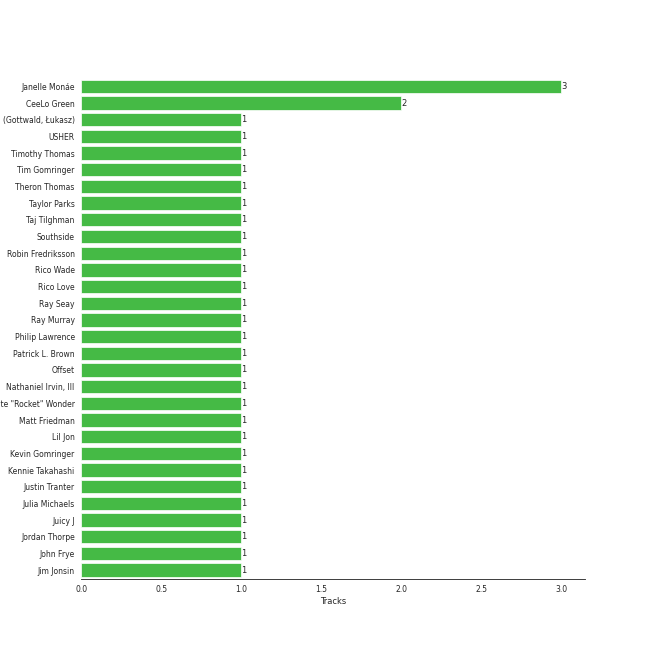 Janelle Monáe 3
CeeLo Green 2
(Gottwald, Łukasz) 1
USHER 1
Timothy Thomas 1
Tim Gomringer 1
Theron Thomas 1
Taylor Parks 1
Taj Tilghman 1
Southside 1
Robin Fredriksson 1
Rico Wade 1
Rico Love 1
Ray Seay 1
Ray Murray 1
Philip Lawrence 1
Patrick L. Brown 1
Offset 1
Nathaniel Irvin, III 1
te "Rocket" Wonder 1
Matt Friedman 1
Lil Jon 1
Kevin Gomringer 1
Kennie Takahashi 1
Justin Tranter 1
Julia Michaels 1
Juicy J 1
Jordan Thorpe 1
John Frye 1
Jim Jonsin 1
0.0 0.5 1.0 1.5 2.0 2.5 3.0
Tracks